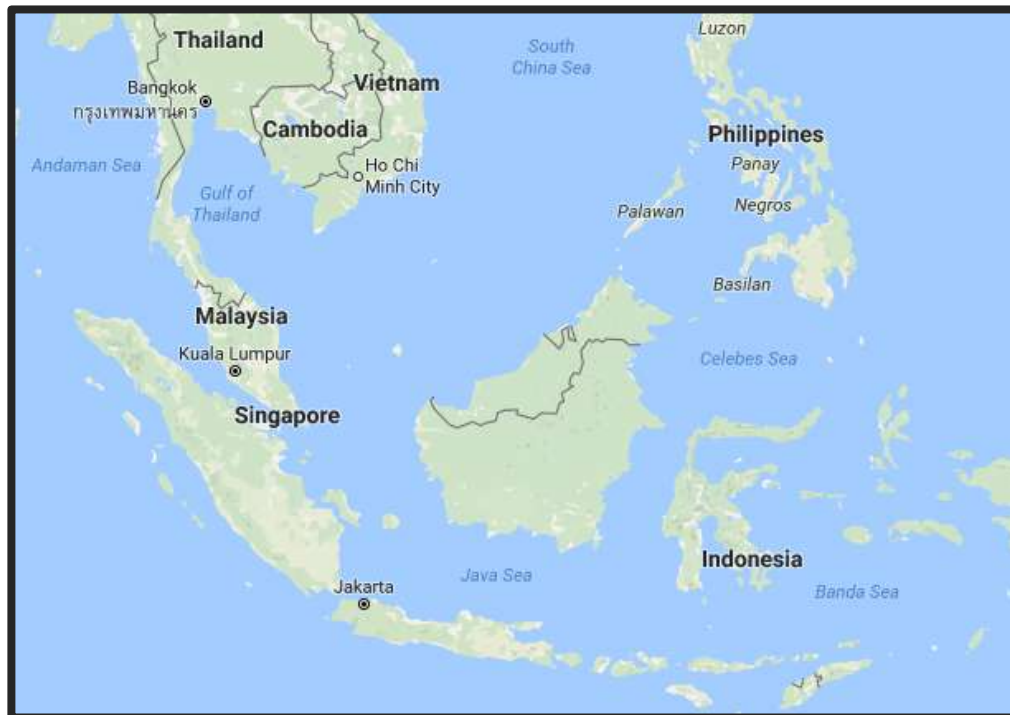 Luzon
Thailand
South
China Sea
Vietnam
Bangkok
กรุงเทพมหานคร
Cambodia
Philippines
Andaman Sea
Ho Chi
Minh City
Panay
Gulf of
Thailand
Palawan
Negros
Basilan
Malaysia
Kuala Lumpur
Celebes Sea
Singapore
Indonesia
Java Sea
Jakarta
Banda Sea